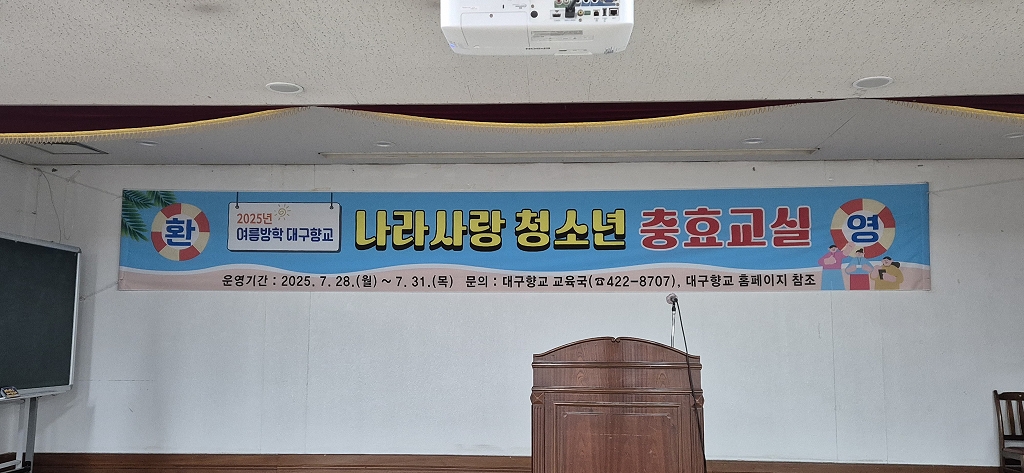 환
2025년
여름방학 대구향교
나라사랑 청소년 충효교실
영
운영기간 : 2025. 7. 28.(월) ~ 7. 31.(목) 문의 : 대구향교 교육국(☎422-8707), 대구향교 홈페이지 참조